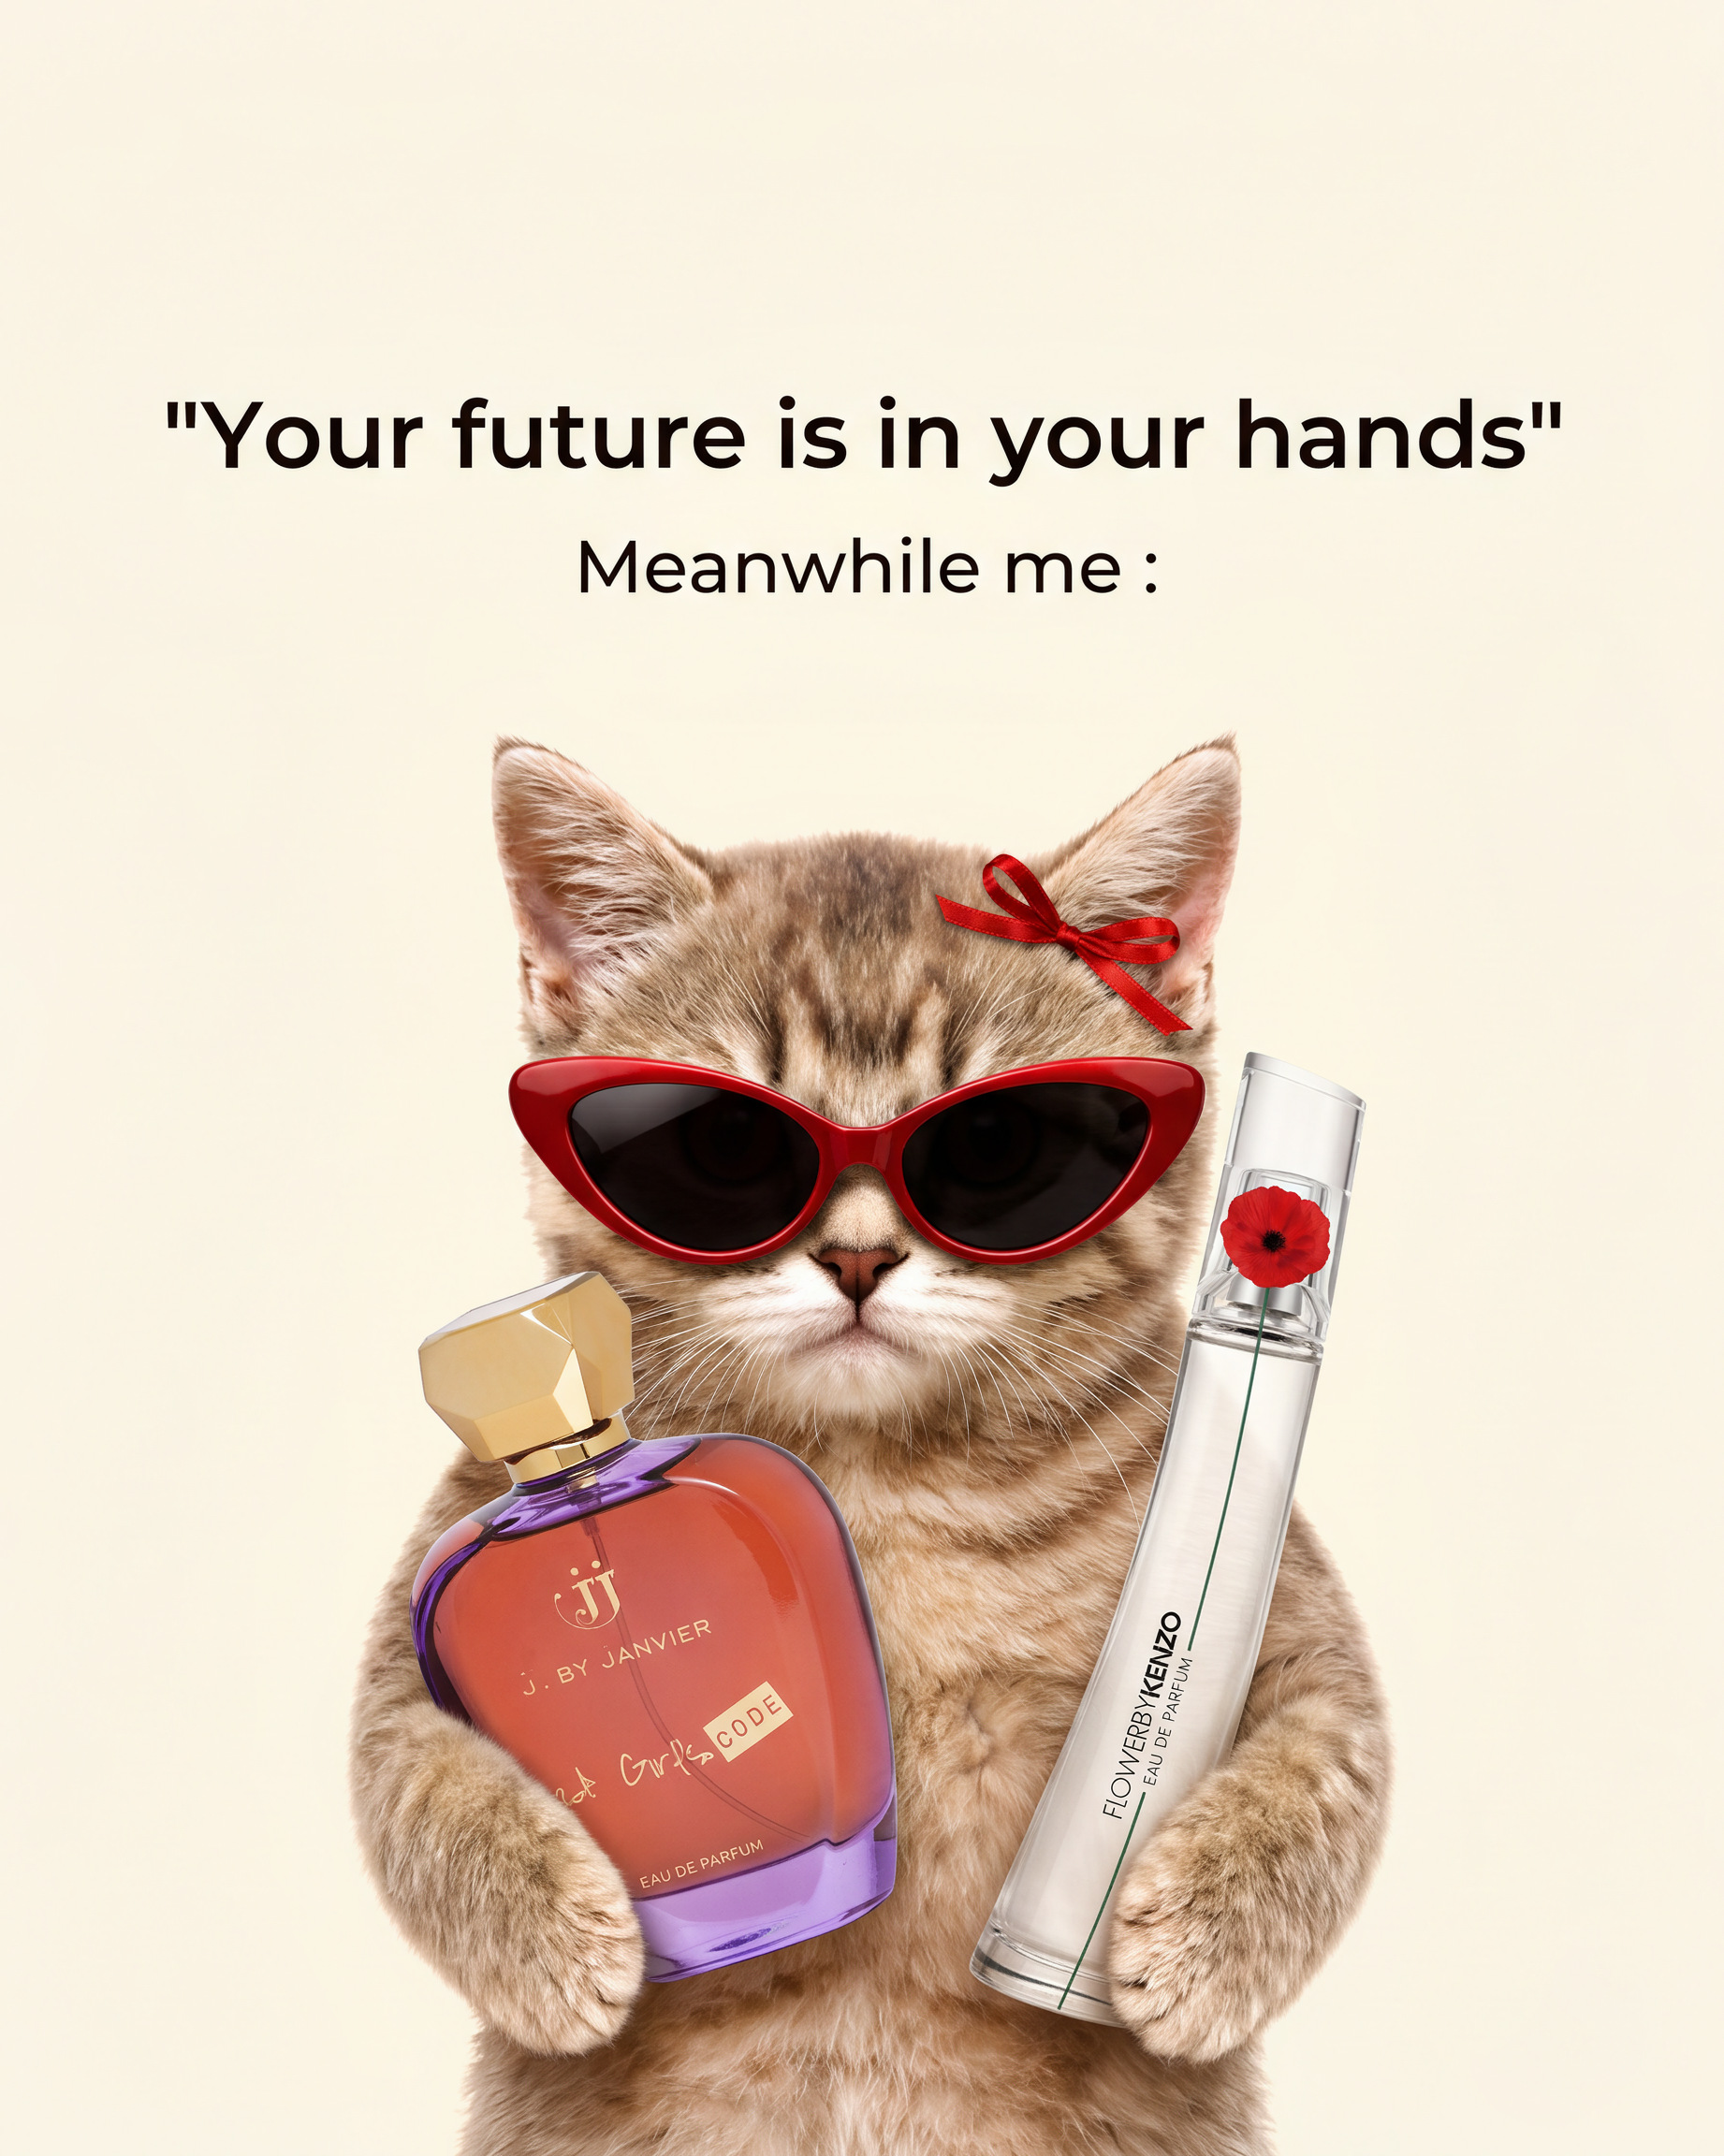 "Your future is in your hands"
Meanwhile me :
jj
J. BY JANVIER
Girls CODE
EAU DE PARFUM
FLOWERBYKENZO
EAU DE PARFUM